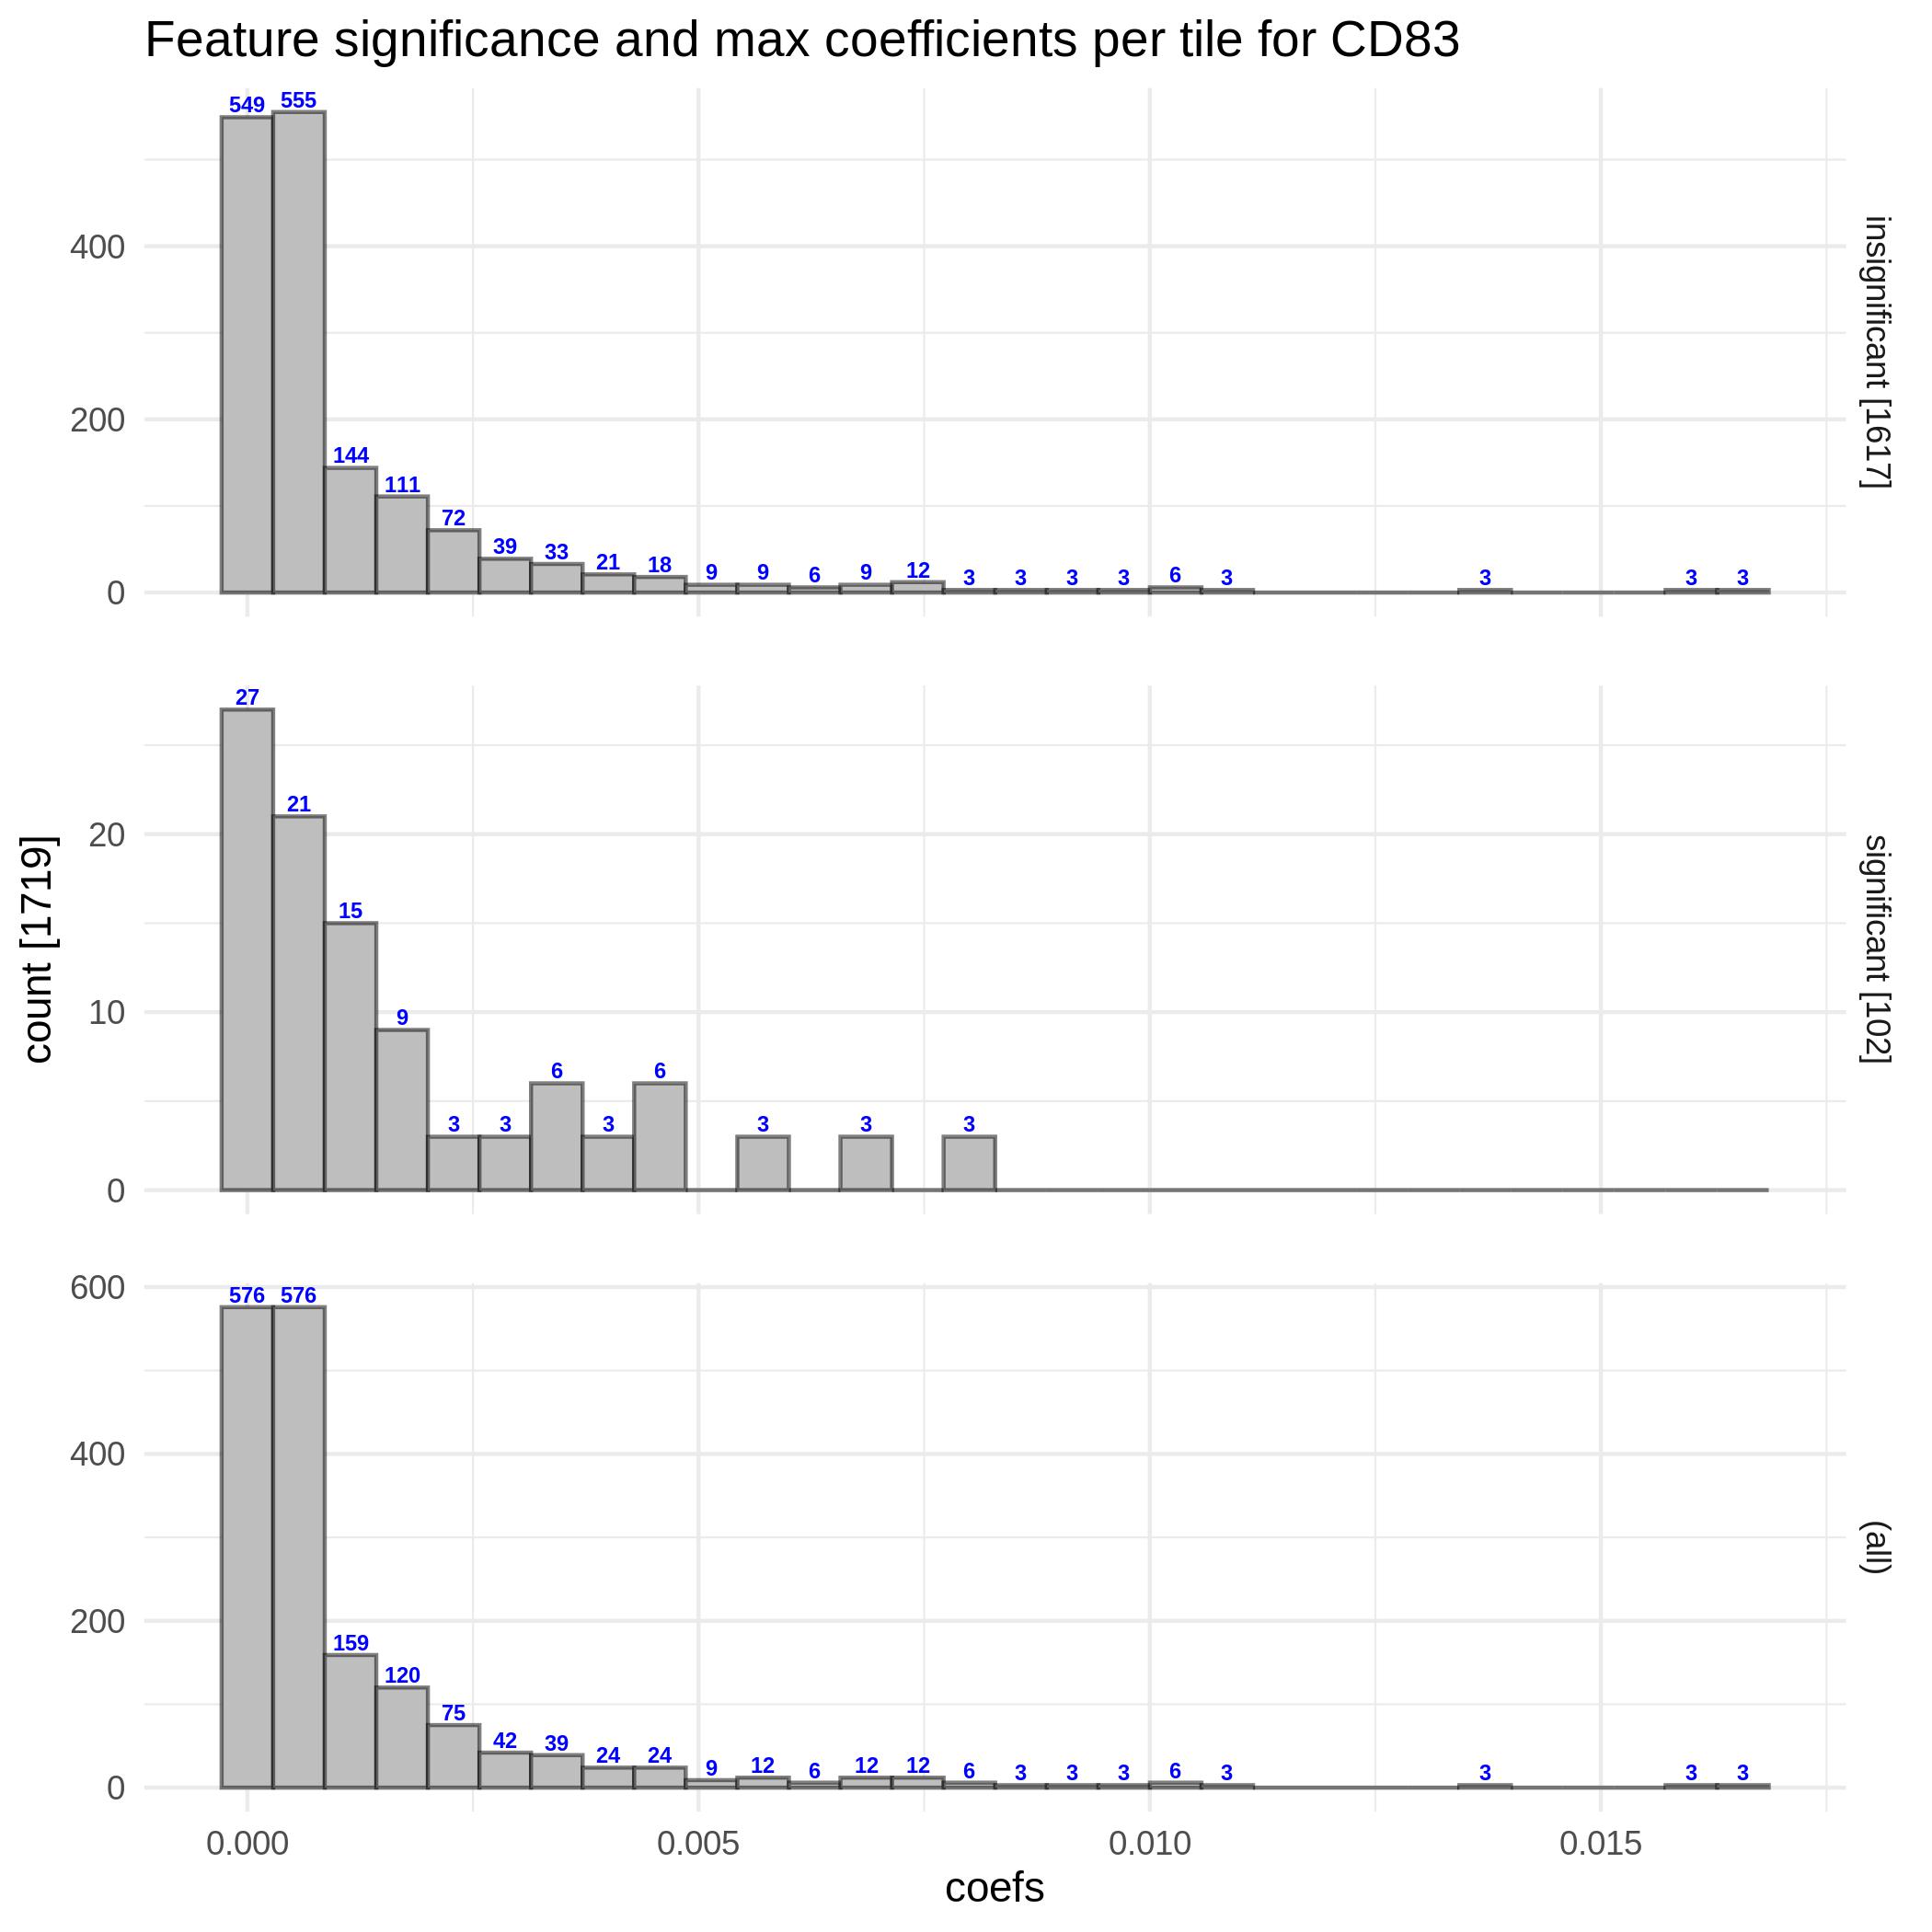 Feature significance and max coefficients per tile for CD83
549 555 144 111 72 39 33 21 18 9 9 6 9 12 3 3 3 3 6 3 3 3 3
400
200
0
insignificant [1617]
27 21 15 9 3 3 6 3 6 3 3 3
20
10
0
significant [102]
count [1719]
576 576 159 120 75 42 39 24 24 9 12 6 12 12 6 3 3 3 6 3 3 3 3
600
400
200
0
(all)
0.000 0.005 0.010 0.015
coefs